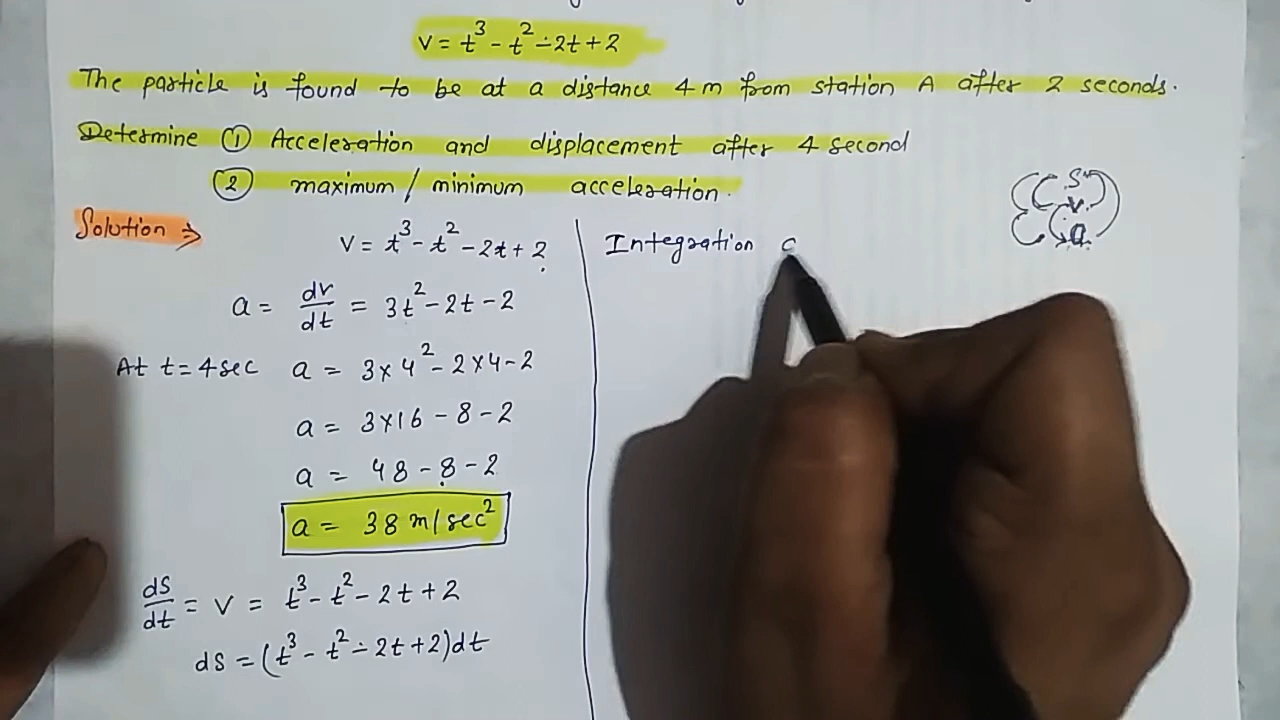 v = t³ - t² - 2t + 2
The particle is found to be at a distance 4 m from station A after 2 seconds.
Determine ① Acceleration and displacement after 4 second
② maximum / minimum acceleration.
Solution ⇒
v = t³ - t² - 2t + 2
a = dv/dt = 3t² - 2t - 2
At t = 4 sec a = 3 × 4² - 2 × 4 - 2
a = 3×16 - 8 - 2
a = 48 - 8 - 2
a = 38 m/sec²
ds/dt = v = t³ - t² - 2t + 2
ds = (t³ - t² - 2t + 2)dt
Integration
s
v
a